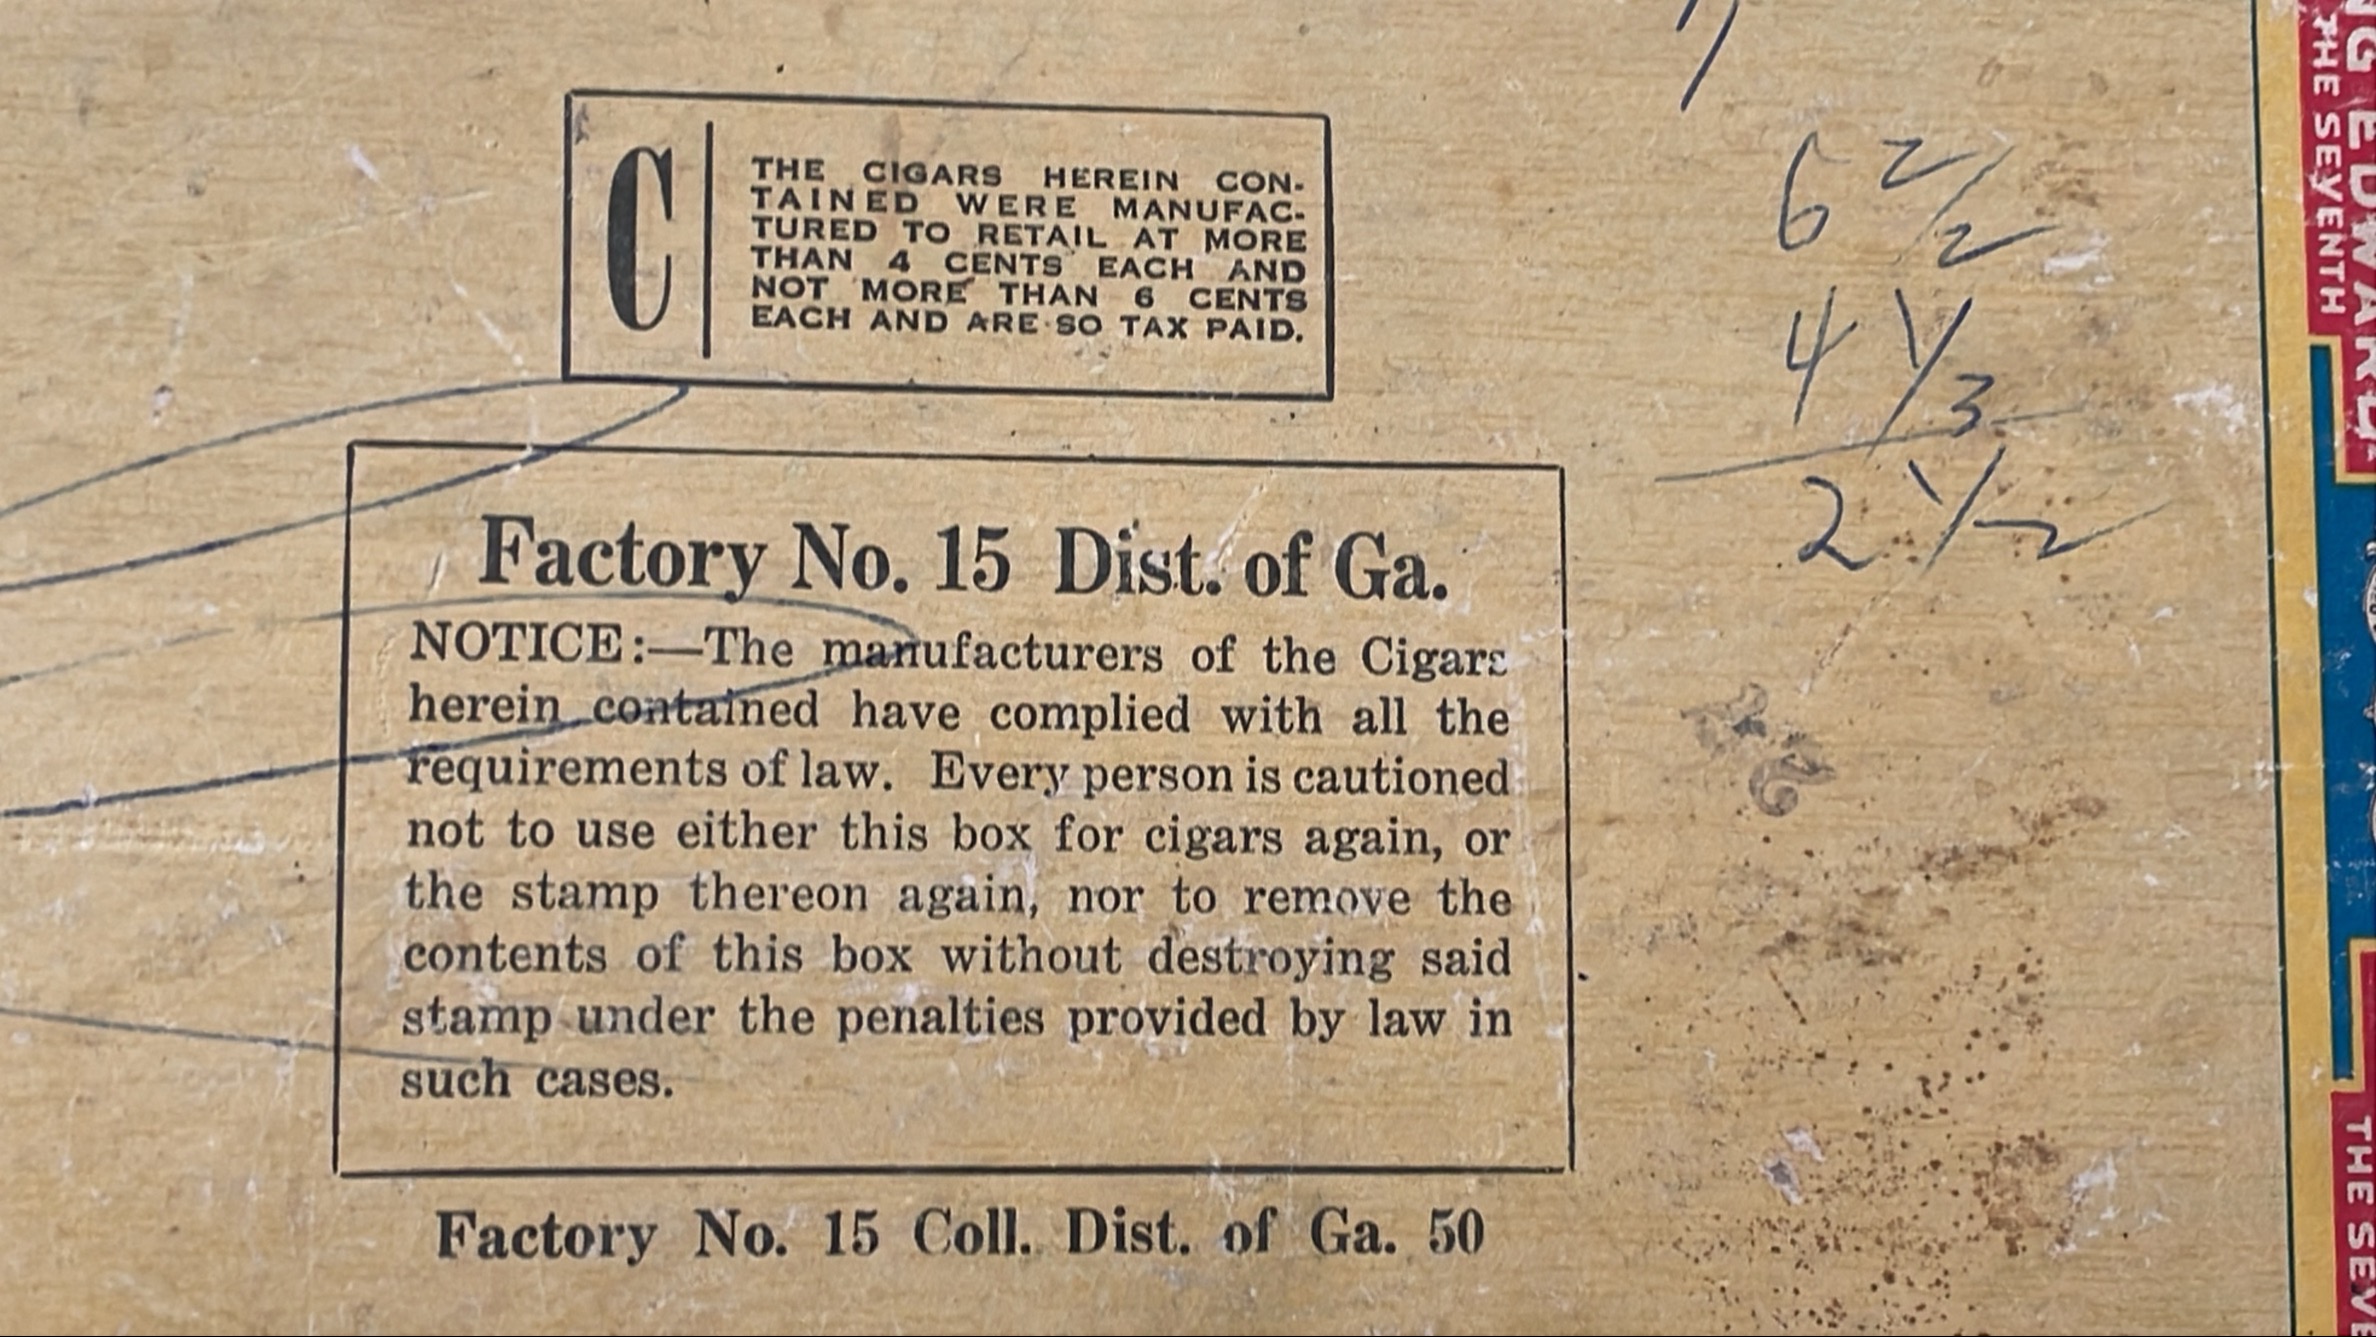 C
THE CIGARS HEREIN CON-
TAINED WERE MANUFAC-
TURED TO RETAIL AT MORE
THAN 4 CENTS EACH AND
NOT MORE THAN 6 CENTS
EACH AND ARE SO TAX PAID.
Factory No. 15 Dist. of Ga.
NOTICE:—The manufacturers of the Cigars
herein contained have complied with all the
requirements of law. Every person is cautioned
not to use either this box for cigars again, or
the stamp thereon again, nor to remove the
contents of this box without destroying said
stamp under the penalties provided by law in
such cases.
Factory No. 15 Coll. Dist. of Ga. 50
6 2/2
4 1/3
2 1/2
NG EDWARD
THE SEVENTH
THE SEV